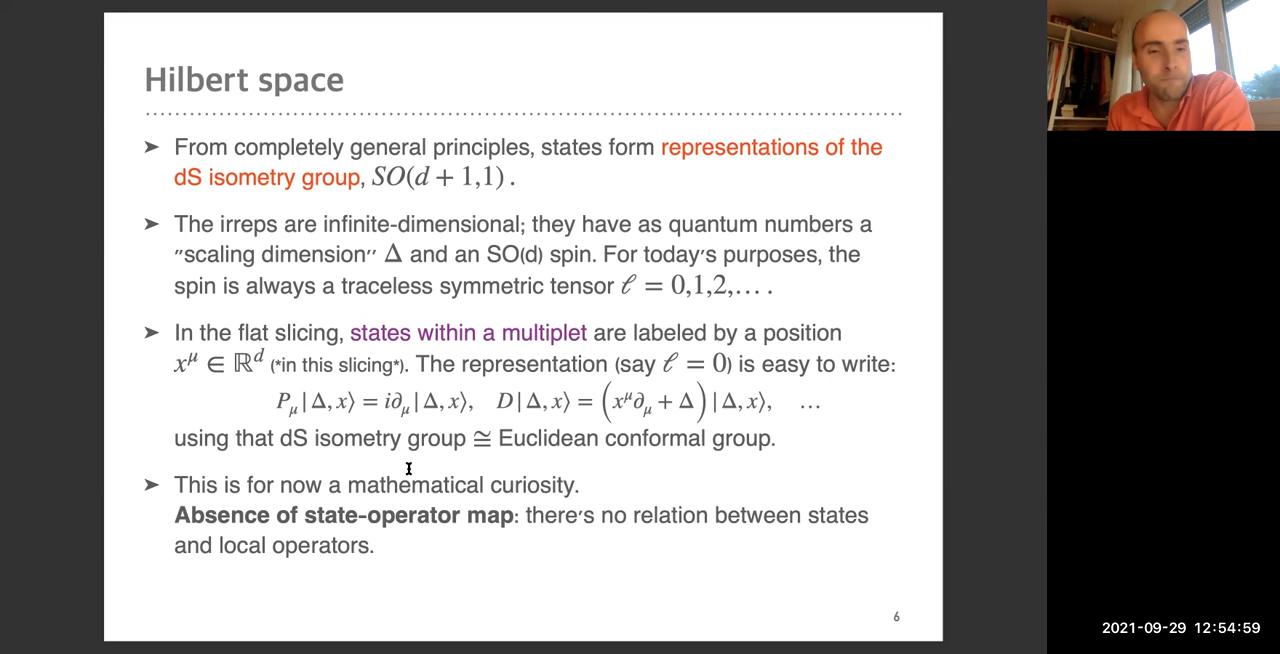 Hilbert space
➤ From completely general principles, states form representations of the
dS isometry group, SO(d + 1,1) .
➤ The irreps are infinite-dimensional; they have as quantum numbers a
″scaling dimension′′ Δ and an SO(d) spin. For today′s purposes, the
spin is always a traceless symmetric tensor ℓ = 0,1,2,… .
➤ In the flat slicing, states within a multiplet are labeled by a position
x^μ ∈ ℝ^d (*in this slicing*). The representation (say ℓ = 0) is easy to write:
P_μ | Δ, x⟩ = i∂_μ | Δ, x⟩, D | Δ, x⟩ = (x^μ∂_μ + Δ) | Δ, x⟩, …
using that dS isometry group ≅ Euclidean conformal group.
➤ This is for now a mathematical curiosity.
Absence of state-operator map: there′s no relation between states
and local operators.
6
2021-09-29 12:54:59